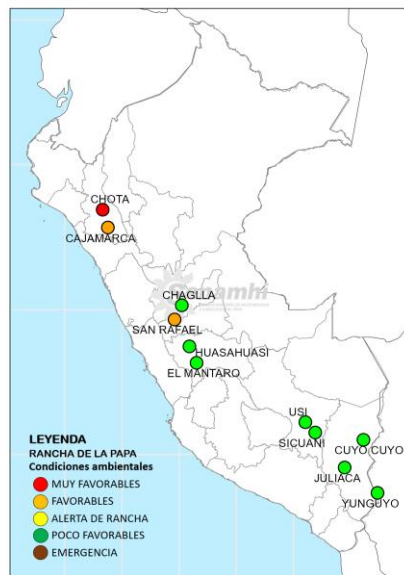 CHOTA
CAJAMARCA
Senamhi
CHAGLLA
SAN RAFAEL
HUASAHUASI
EL MANTARO
USI
SICUANI
CUYO CUYO
JULIACA
YUNGUYO
LEYENDA
RANCHA DE LA PAPA
Condiciones ambientales
MUY FAVORABLES
FAVORABLES
ALERTA DE RANCHA
POCO FAVORABLES
EMERGENCIA